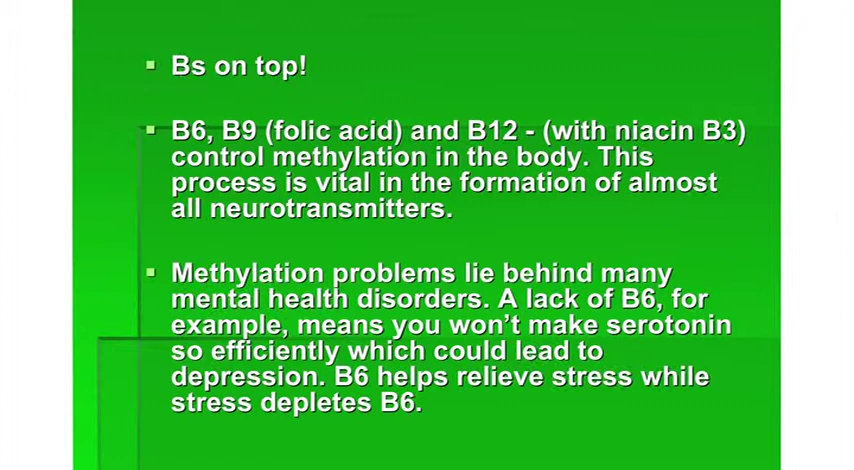 Bs on top!
B6, B9 (folic acid) and B12 - (with niacin B3)
control methylation in the body. This
process is vital in the formation of almost
all neurotransmitters.
Methylation problems lie behind many
mental health disorders. A lack of B6, for
example, means you won't make serotonin
so efficiently which could lead to
depression. B6 helps relieve stress while
stress depletes B6.